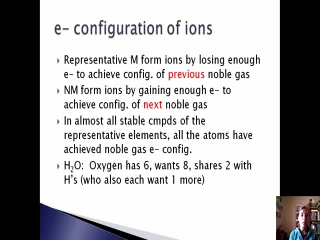 e- configuration of ions
Representative M form ions by losing enough
e- to achieve config. of previous noble gas
NM form ions by gaining enough e- to
achieve config. of next noble gas
In almost all stable cmpds of the
representative elements, all the atoms have
achieved noble gas e- config.
H₂O: Oxygen has 6, wants 8, shares 2 with
H's (who also each want 1 more)